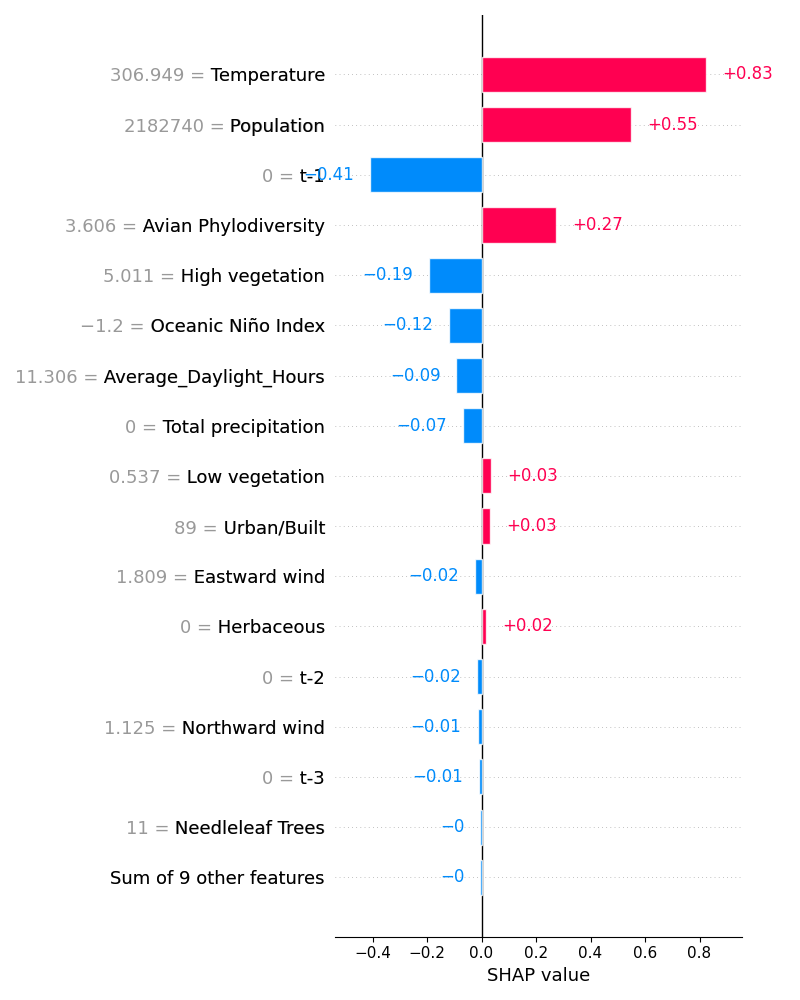 306.949 = Temperature +0.83
2182740 = Population +0.55
0 = t-1 −0.41
3.606 = Avian Phylodiversity +0.27
5.011 = High vegetation −0.19
−1.2 = Oceanic Niño Index −0.12
11.306 = Average_Daylight_Hours −0.09
0 = Total precipitation −0.07
0.537 = Low vegetation +0.03
89 = Urban/Built +0.03
1.809 = Eastward wind −0.02
0 = Herbaceous +0.02
0 = t-2 −0.02
1.125 = Northward wind −0.01
0 = t-3 −0.01
11 = Needleleaf Trees −0
Sum of 9 other features −0
−0.4 −0.2 0.0 0.2 0.4 0.6 0.8
SHAP value